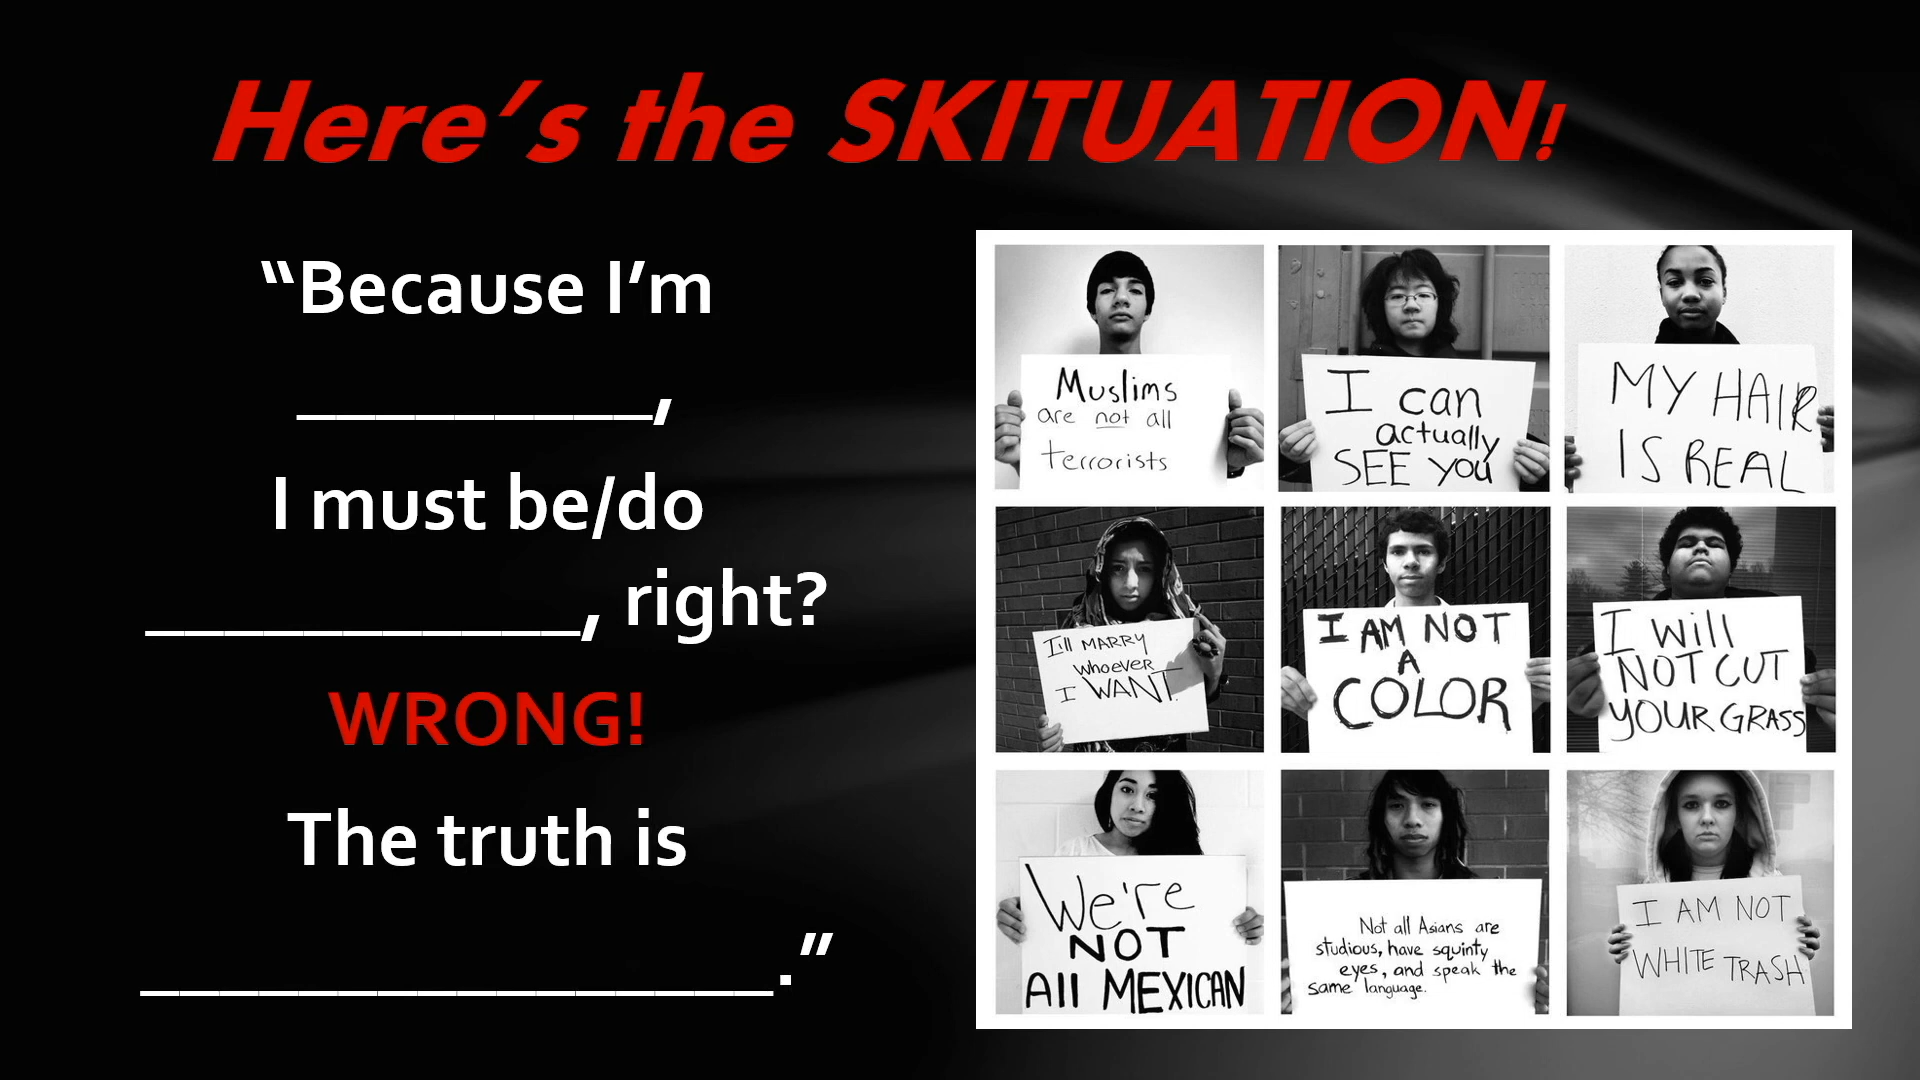 Here’s the SKITUATION!
“Because I’m
_________,
I must be/do
___________, right?
WRONG!
The truth is
________________.”
Muslims
are not all
terrorists
I can
actually
SEE you
MY HAIR
IS REAL
I'll MARRY
whoever
I WANT.
I AM NOT
A
COLOR
I will
NOT CUT
YOUR GRASS
We're
NOT
All MEXICAN
Not all Asians are
studious, have squinty
eyes, and speak the
same language.
I AM NOT
WHITE TRASH